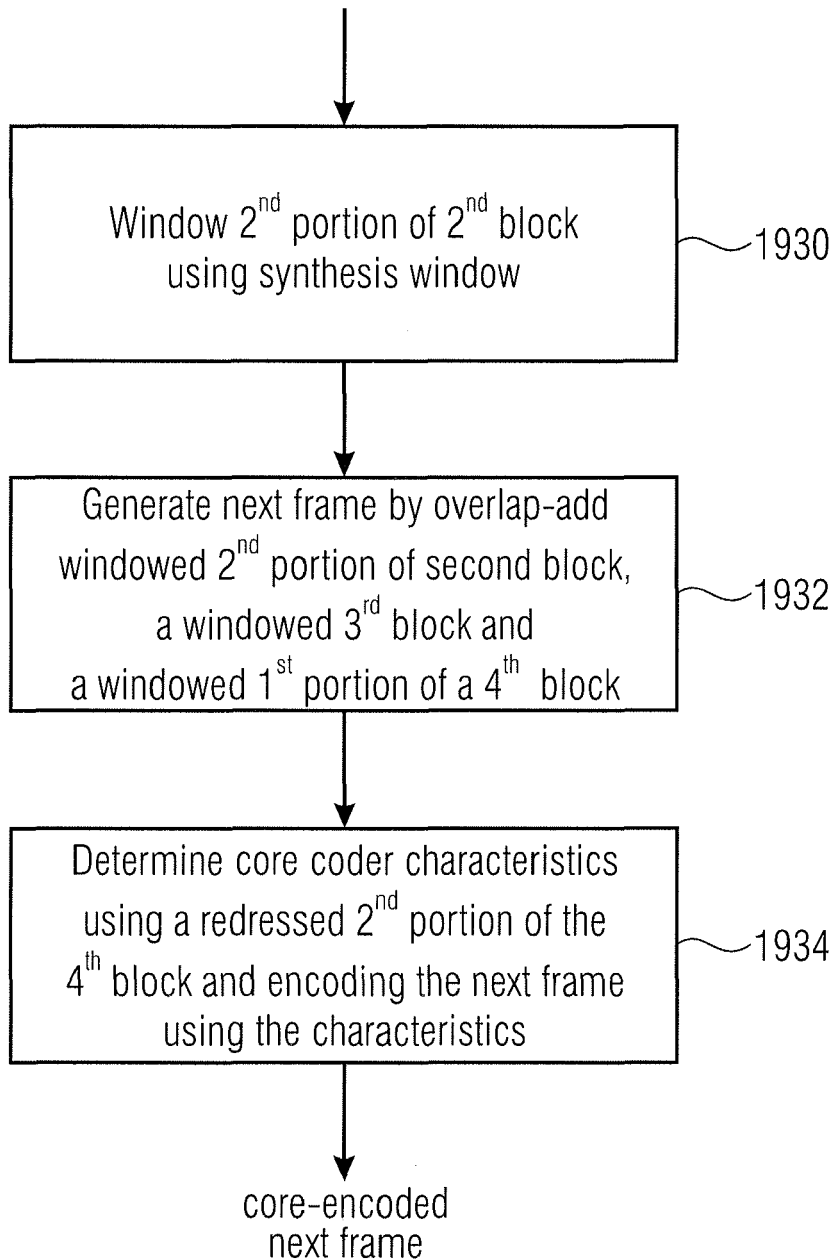 Window 2nd portion of 2nd block
using synthesis window
1930
Generate next frame by overlap-add
windowed 2nd portion of second block,
a windowed 3rd block and
a windowed 1st portion of a 4th block
1932
Determine core coder characteristics
using a redressed 2nd portion of the
4th block and encoding the next frame
using the characteristics
1934
core-encoded
next frame